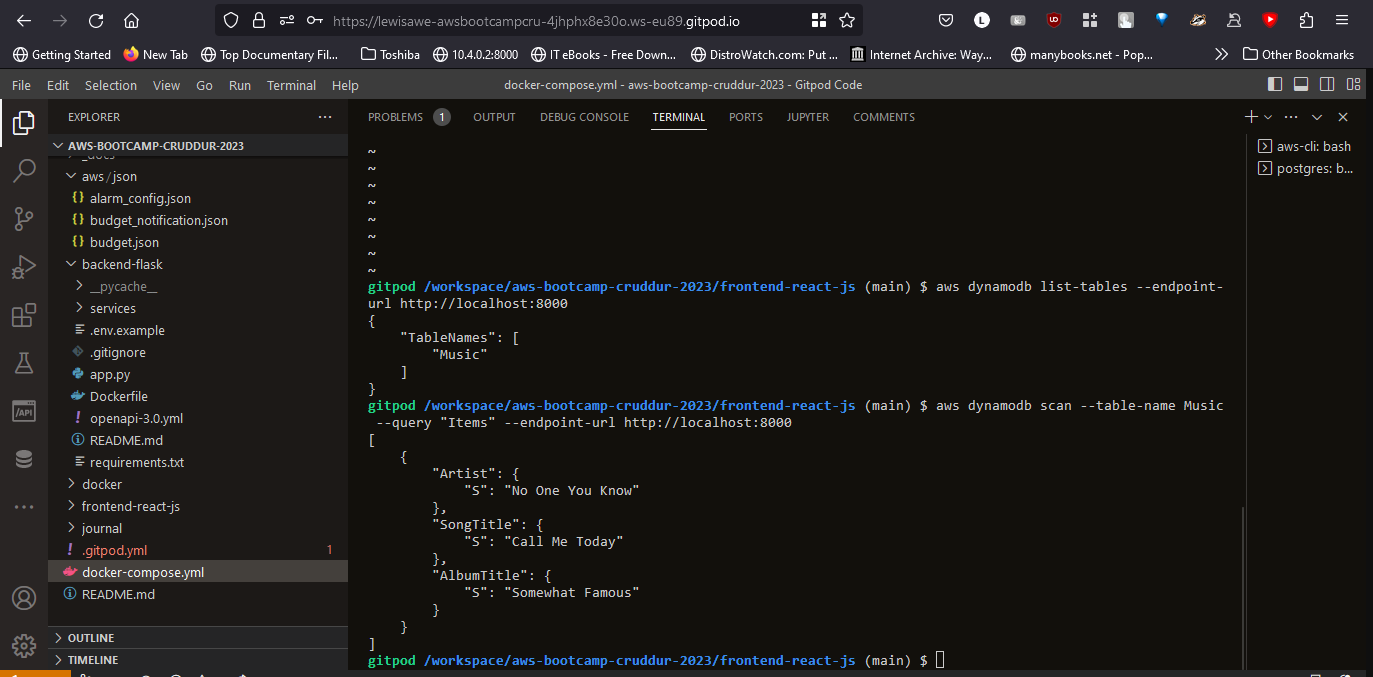 https://lewisawe-awsbootcampcru-4jhphx8e30o.ws-eu89.gitpod.io
Getting Started
New Tab
Top Documentary Fil...
Toshiba
10.4.0.2:8000
IT eBooks - Free Down...
DistroWatch.com: Put ...
Internet Archive: Way...
manybooks.net - Pop...
Other Bookmarks
File Edit Selection View Go Run Terminal Help
docker-compose.yml - aws-bootcamp-cruddur-2023 - Gitpod Code
EXPLORER
AWS-BOOTCAMP-CRUDDUR-2023
_docs
aws / json
{} alarm_config.json
{} budget_notification.json
{} budget.json
backend-flask
__pycache__
services
.env.example
.gitignore
app.py
Dockerfile
! openapi-3.0.yml
README.md
requirements.txt
docker
frontend-react-js
journal
! .gitpod.yml 1
docker-compose.yml
README.md
OUTLINE
TIMELINE
PROBLEMS 1 OUTPUT DEBUG CONSOLE TERMINAL PORTS JUPYTER COMMENTS
~
~
~
~
~
~
~
~
gitpod /workspace/aws-bootcamp-cruddur-2023/frontend-react-js (main) $ aws dynamodb list-tables --endpoint-
url http://localhost:8000
{
    "TableNames": [
        "Music"
    ]
}
gitpod /workspace/aws-bootcamp-cruddur-2023/frontend-react-js (main) $ aws dynamodb scan --table-name Music
 --query "Items" --endpoint-url http://localhost:8000
[
    {
        "Artist": {
            "S": "No One You Know"
        },
        "SongTitle": {
            "S": "Call Me Today"
        },
        "AlbumTitle": {
            "S": "Somewhat Famous"
        }
    }
]
gitpod /workspace/aws-bootcamp-cruddur-2023/frontend-react-js (main) $
aws-cli: bash
postgres: b...